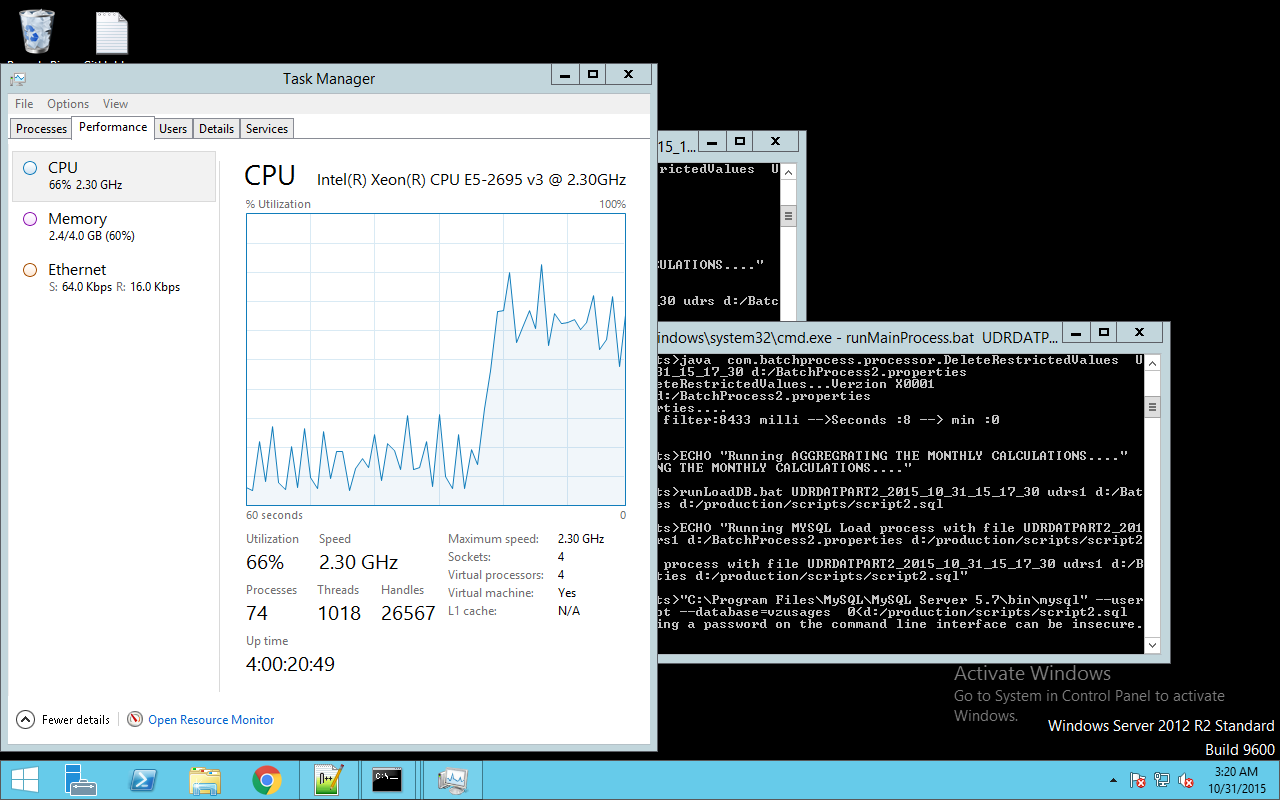 Task Manager
File Options View
Processes Performance Users Details Services
CPU
66% 2.30 GHz
Memory
2.4/4.0 GB (60%)
Ethernet
S: 64.0 Kbps R: 16.0 Kbps
CPU Intel(R) Xeon(R) CPU E5-2695 v3 @ 2.30GHz
% Utilization 100%
60 seconds 0
Utilization Speed
66% 2.30 GHz
Processes Threads Handles
74 1018 26567
Up time
4:00:20:49
Maximum speed: 2.30 GHz
Sockets: 4
Virtual processors: 4
Virtual machine: Yes
L1 cache: N/A
Fewer details Open Resource Monitor
15_1...
rictedValues U
CULATIONS...."
30 udrs d:/Batc
indows\system32\cmd.exe - runMainProcess.bat UDRDATP...
ts>java com.batchprocess.processor.DeleteRestrictedValues U
31_15_17_30 d:/BatchProcess2.properties
leteRestrictedValues...Verzion X0001
d:/BatchProcess2.properties
rties....
filter:8433 milli -->Seconds :8 --> min :0
ts>ECHO "Running AGGREGRATING THE MONTHLY CALCULATIONS...."
NG THE MONTHLY CALCULATIONS...."
ts>runLoadDB.bat UDRDATPART2_2015_10_31_15_17_30 udrs1 d:/Bat
es d:/production/scripts/script2.sql
ts>ECHO "Running MYSQL Load process with file UDRDATPART2_201
drs1 d:/BatchProcess2.properties d:/production/scripts/script2
process with file UDRDATPART2_2015_10_31_15_17_30 udrs1 d:/B
ties d:/production/scripts/script2.sql"
ts>"C:\Program Files\MySQL\MySQL Server 5.7\bin\mysql" --user
ot --database=vzusages 0<d:/production/scripts/script2.sql
ing a password on the command line interface can be insecure.
Activate Windows
Go to System in Control Panel to activate
Windows.
Windows Server 2012 R2 Standard
Build 9600
3:20 AM
10/31/2015